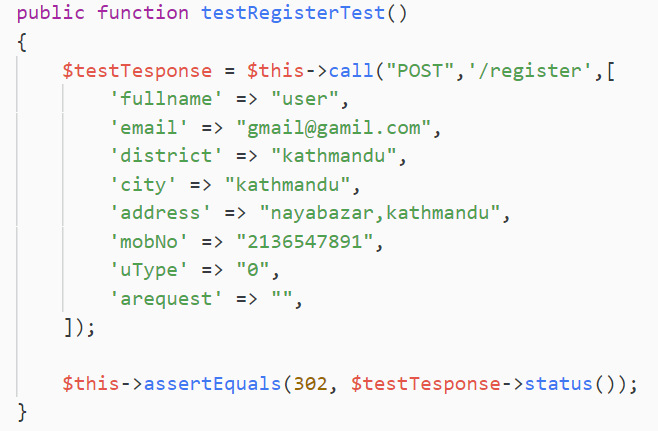 public function testRegisterTest()
{
$testTesponse = $this->call("POST",'/register',[
'fullname' => "user",
'email' => "gmail@gamil.com",
'district' => "kathmandu",
'city' => "kathmandu",
'address' => "nayabazar,kathmandu",
'mobNo' => "2136547891",
'uType' => "0",
'arequest' => "",
]);
$this->assertEquals(302, $testTesponse->status());
}